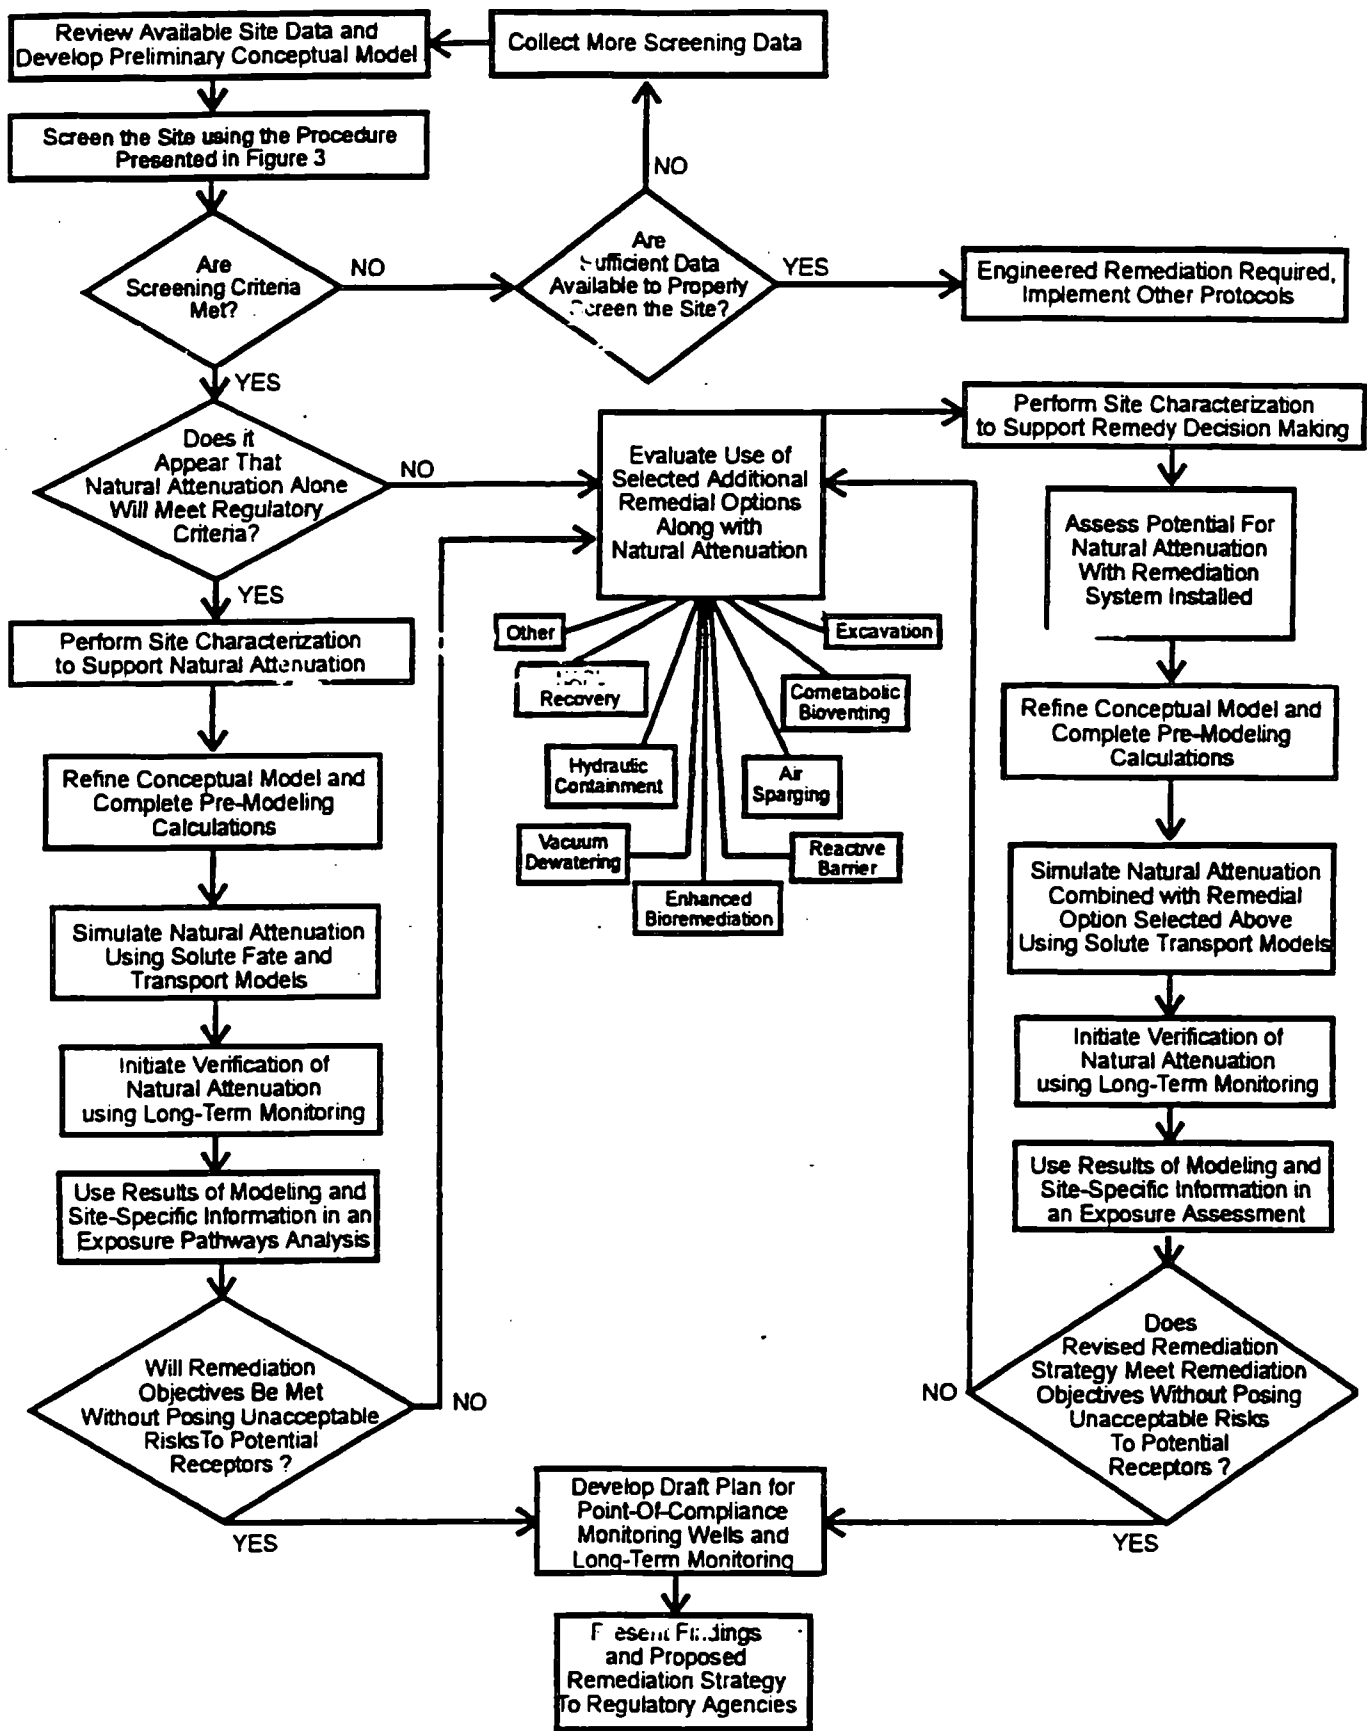 Review Available Site Data and
Develop Preliminary Conceptual Model
Collect More Screening Data
Screen the Site using the Procedure
Presented in Figure 3
NO
Are
Screening Criteria
Met?
NO
Are
Sufficient Data
Available to Properly
Screen the Site?
YES
Engineered Remediation Required,
Implement Other Protocols
YES
Does it
Appear That
Natural Attenuation Alone
Will Meet Regulatory
Criteria?
NO
Evaluate Use of
Selected Additional
Remedial Options
Along with
Natural Attenuation
Perform Site Characterization
to Support Remedy Decision Making
Assess Potential For
Natural Attenuation
With Remediation
System Installed
YES
Perform Site Characterization
to Support Natural Attenuation
Other
Excavation
Recovery
Cometabolic
Bioventing
Hydraulic
Containment
Air
Sparging
Vacuum
Dewatering
Reactive
Barrier
Enhanced
Bioremediation
Refine Conceptual Model and
Complete Pre-Modeling
Calculations
Refine Conceptual Model and
Complete Pre-Modeling
Calculations
Simulate Natural Attenuation
Using Solute Fate and
Transport Models
Simulate Natural Attenuation
Combined with Remedial
Option Selected Above
Using Solute Transport Models
Initiate Verification of
Natural Attenuation
using Long-Term Monitoring
Initiate Verification of
Natural Attenuation
using Long-Term Monitoring
Use Results of Modeling and
Site-Specific Information in an
Exposure Pathways Analysis
Use Results of Modeling and
Site-Specific Information in
an Exposure Assessment
Will Remediation
Objectives Be Met
Without Posing Unacceptable
RisksTo Potential
Receptors ?
NO
NO
Does
Revised Remediation
Strategy Meet Remediation
Objectives Without Posing
Unacceptable Risks
To Potential
Receptors ?
YES
Develop Draft Plan for
Point-Of-Compliance
Monitoring Wells and
Long-Term Monitoring
YES
Present Findings
and Proposed
Remediation Strategy
To Regulatory Agencies